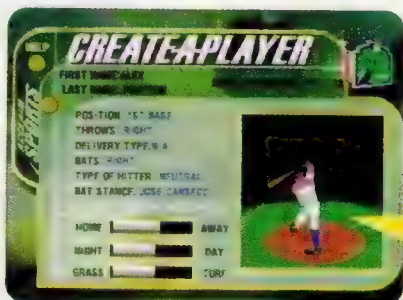 CREATE-A-PLAYER
FIRST NAME: ALEX
LAST NAME:
POSITION: 1ST BASE
THROWS: RIGHT
DELIVERY TYPE: N/A
BATS: RIGHT
TYPE OF HITTER: NEUTRAL
BAT STANCE: JOSE CANSECO
HOME AWAY
NIGHT DAY
GRASS TURF